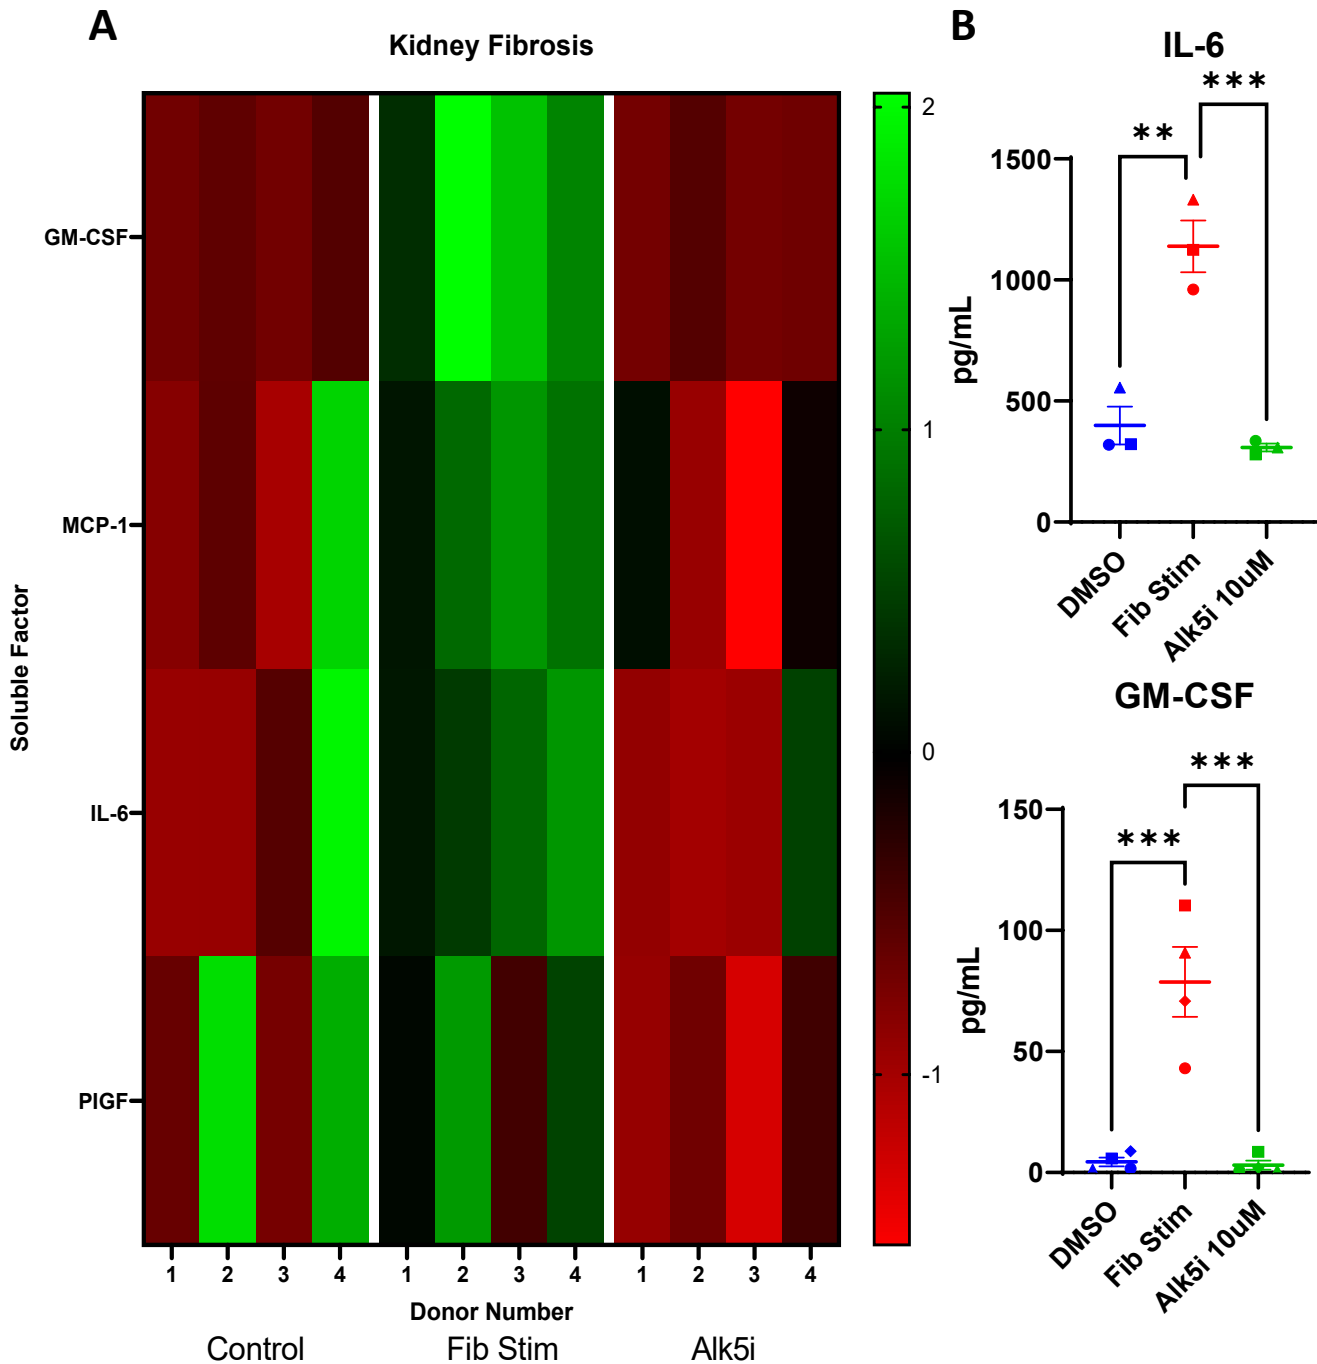 A
Kidney Fibrosis
Soluble Factor
GM-CSF
MCP-1
IL-6
PIGF
2
1
0
-1
1 2 3 4 1 2 3 4 1 2 3 4
Donor Number
Control Fib Stim Alk5i
B
IL-6
***
**
pg/mL
1500
1000
500
0
DMSO
Fib Stim
Alk5i 10uM
GM-CSF
***
***
pg/mL
150
100
50
0
DMSO
Fib Stim
Alk5i 10uM